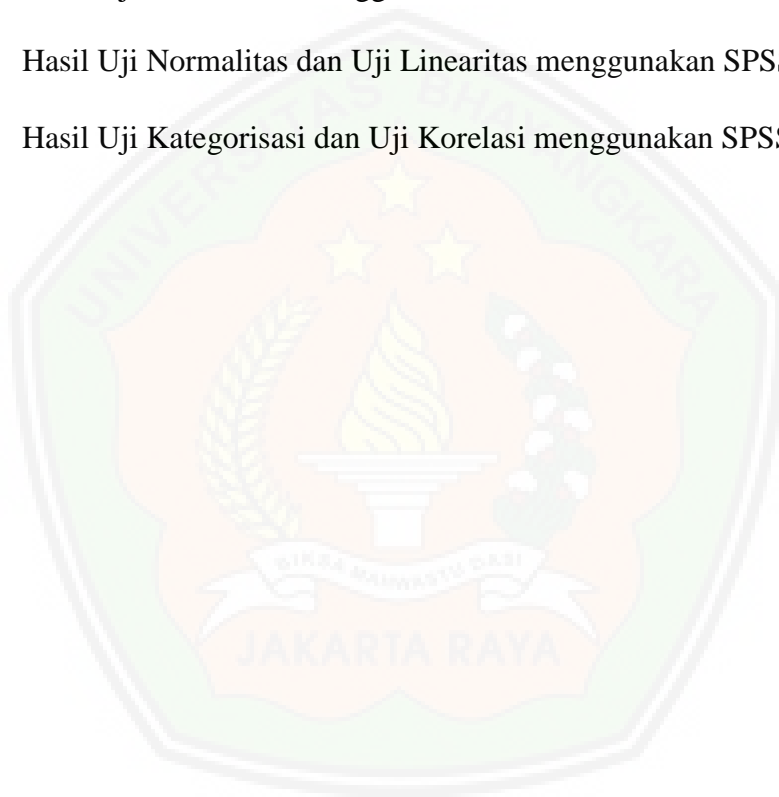 Hasil Uji Normalitas dan Uji Linearitas menggunakan SPS
Hasil Uji Kategorisasi dan Uji Korelasi menggunakan SPS
UNIVERSITAS BHAYANGKARA
JAKARTA RAYA